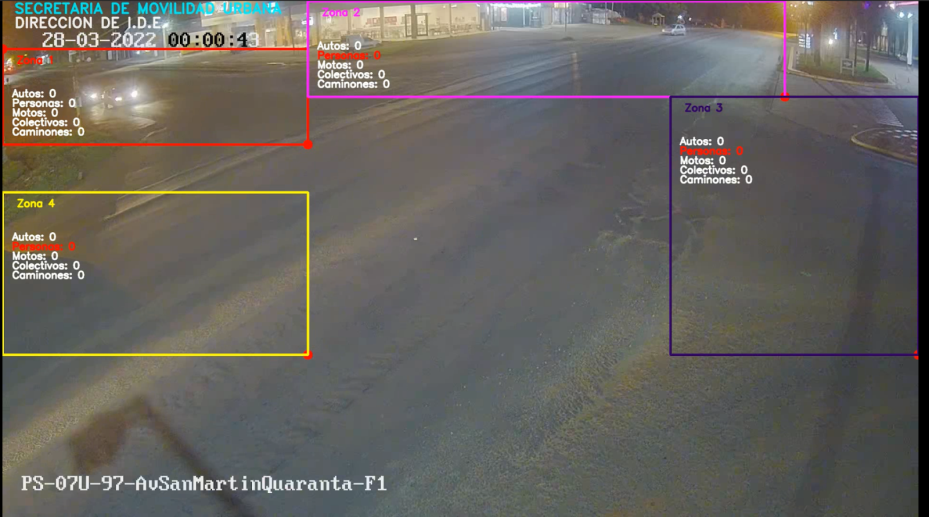 SECRETARIA DE MOVILIDAD URBANA
DIRECCION DE I.D.E.
28-03-2022 00:00:4
Zona
Autos: 0
Personas: 0
Motos: 0
Colectivos: 0
Caminones: 0
Zona 2
Autos: 0
Personas: 0
Motos: 0
Colectivos: 0
Caminones: 0
Zona 3
Autos: 0
Personas: 0
Motos: 0
Colectivos: 0
Caminones: 0
Zona 4
Autos: 0
Personas: 0
Motos: 0
Colectivos: 0
Caminones: 0
PS-07U-97-AvSanMartinQuaranta-F1